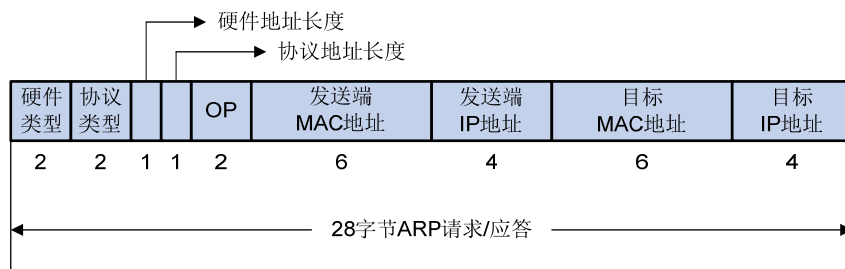 硬件地址长度
协议地址长度
硬件
类型
协议
类型
OP
发送端
MAC地址
发送端
IP地址
目标
MAC地址
目标
IP地址
2 2 1 1 2 6 4 6 4
28字节ARP请求/应答